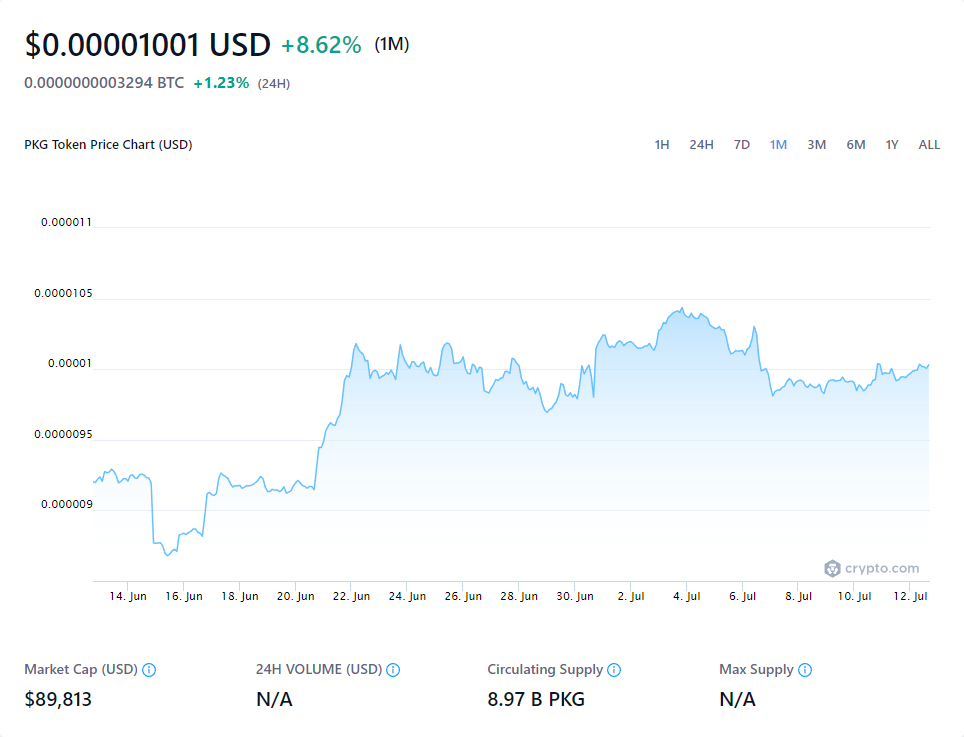 $0.00001001 USD +8.62% (1M)
0.0000000003294 BTC +1.23% (24H)
PKG Token Price Chart (USD)
1H 24H 7D 1M 3M 6M 1Y ALL
0.000011
0.0000105
0.00001
0.0000095
0.000009
crypto.com
14. Jun 16. Jun 18. Jun 20. Jun 22. Jun 24. Jun 26. Jun 28. Jun 30. Jun 2. Jul 4. Jul 6. Jul 8. Jul 10. Jul 12. Jul
Market Cap (USD) 24H VOLUME (USD) Circulating Supply Max Supply
$89,813 N/A 8.97 B PKG N/A